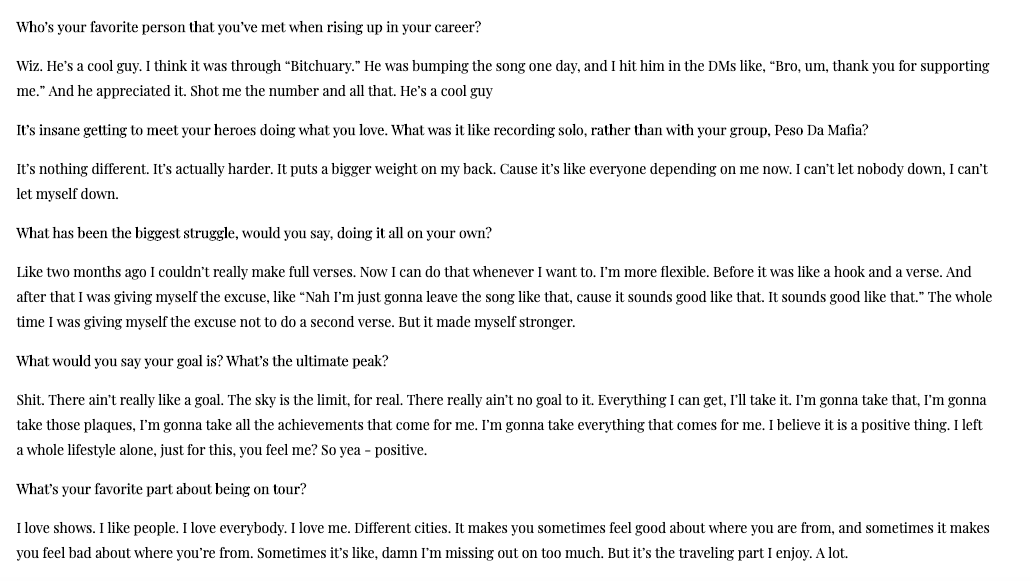 Who’s your favorite person that you’ve met when rising up in your career?
Wiz. He’s a cool guy. I think it was through “Bitchuary.” He was bumping the song one day, and I hit him in the DMs like, “Bro, um, thank you for supporting
me.” And he appreciated it. Shot me the number and all that. He’s a cool guy
It’s insane getting to meet your heroes doing what you love. What was it like recording solo, rather than with your group, Peso Da Mafia?
It’s nothing different. It’s actually harder. It puts a bigger weight on my back. Cause it’s like everyone depending on me now. I can’t let nobody down, I can’t
let myself down.
What has been the biggest struggle, would you say, doing it all on your own?
Like two months ago I couldn’t really make full verses. Now I can do that whenever I want to. I’m more flexible. Before it was like a hook and a verse. And
after that I was giving myself the excuse, like “Nah I’m just gonna leave the song like that, cause it sounds good like that. It sounds good like that.” The whole
time I was giving myself the excuse not to do a second verse. But it made myself stronger.
What would you say your goal is? What’s the ultimate peak?
Shit. There ain’t really like a goal. The sky is the limit, for real. There really ain’t no goal to it. Everything I can get, I’ll take it. I’m gonna take that, I’m gonna
take those plaques, I’m gonna take all the achievements that come for me. I’m gonna take everything that comes for me. I believe it is a positive thing. I left
a whole lifestyle alone, just for this, you feel me? So yea – positive.
What’s your favorite part about being on tour?
I love shows. I like people. I love everybody. I love me. Different cities. It makes you sometimes feel good about where you are from, and sometimes it makes
you feel bad about where you’re from. Sometimes it’s like, damn I’m missing out on too much. But it’s the traveling part I enjoy. A lot.